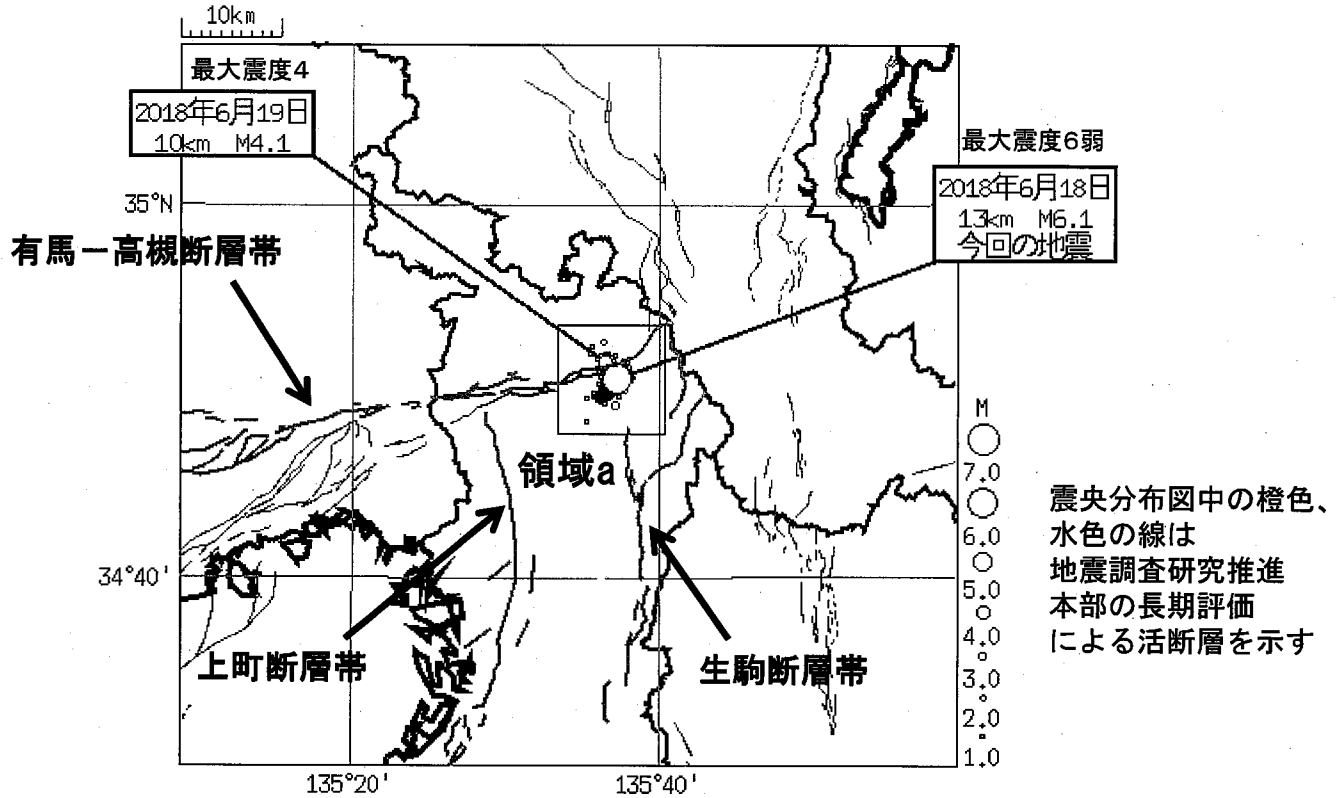 10km
最大震度4
2018年6月19日
10km M4.1
最大震度6弱
2018年6月18日
13km M6.1
今回の地震
35°N
有馬－高槻断層帯
領域a
34°40'
上町断層帯
生駒断層帯
135°20'
135°40'
M
7.0
6.0
5.0
4.0
3.0
2.0
1.0
震央分布図中の橙色、
水色の線は
地震調査研究推進
本部の長期評価
による活断層を示す